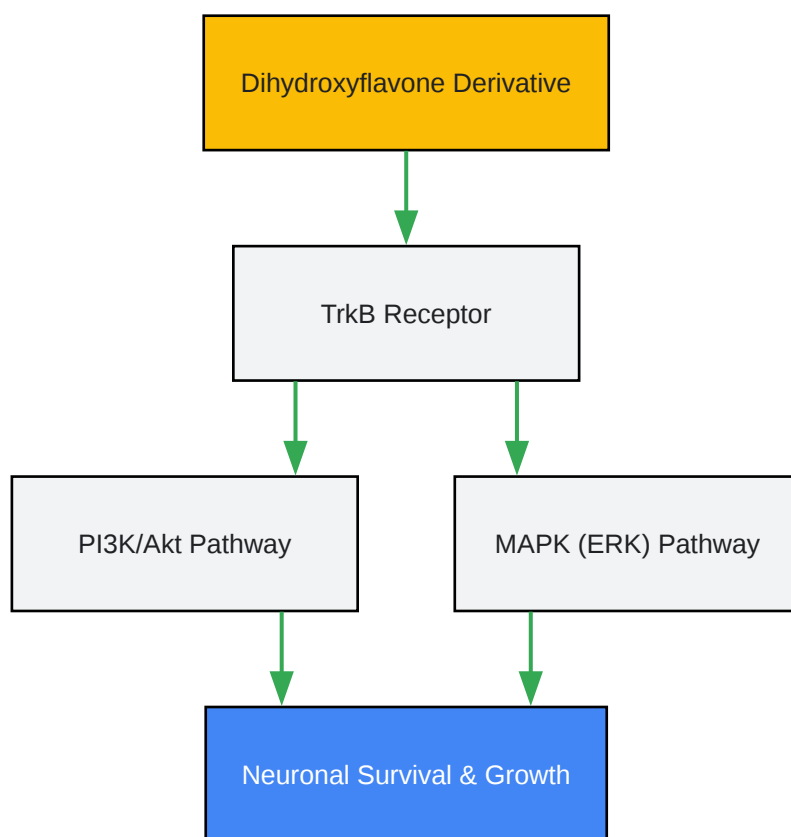 Dihydroxyflavone Derivative
TrkB Receptor
PI3K/Akt Pathway
MAPK (ERK) Pathway
Neuronal Survival & Growth